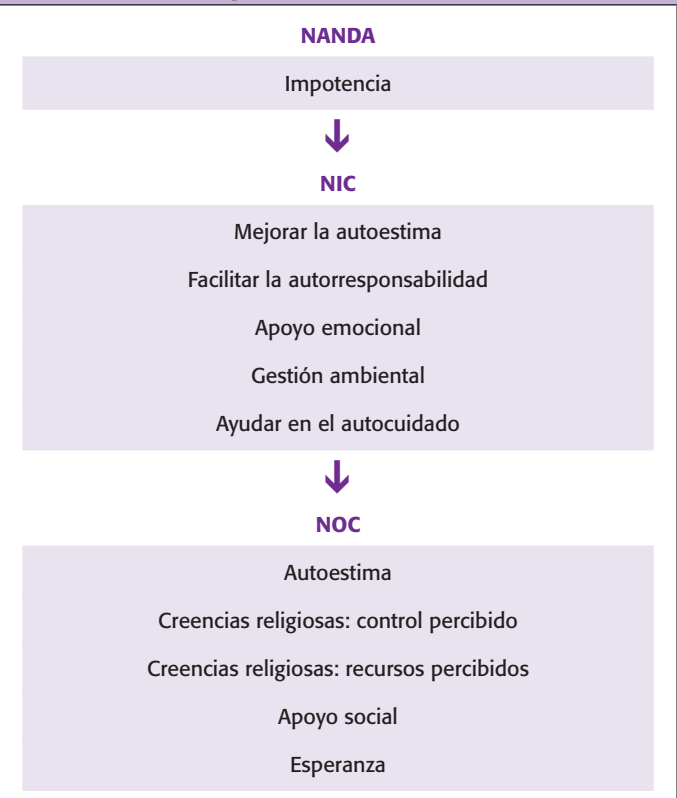 NANDA
Impotencia
NIC
Mejorar la autoestima
Facilitar la autorresponsabilidad
Apoyo emocional
Gestión ambiental
Ayudar en el autocuidado
NOC
Autoestima
Creencias religiosas: control percibido
Creencias religiosas: recursos percibidos
Apoyo social
Esperanza